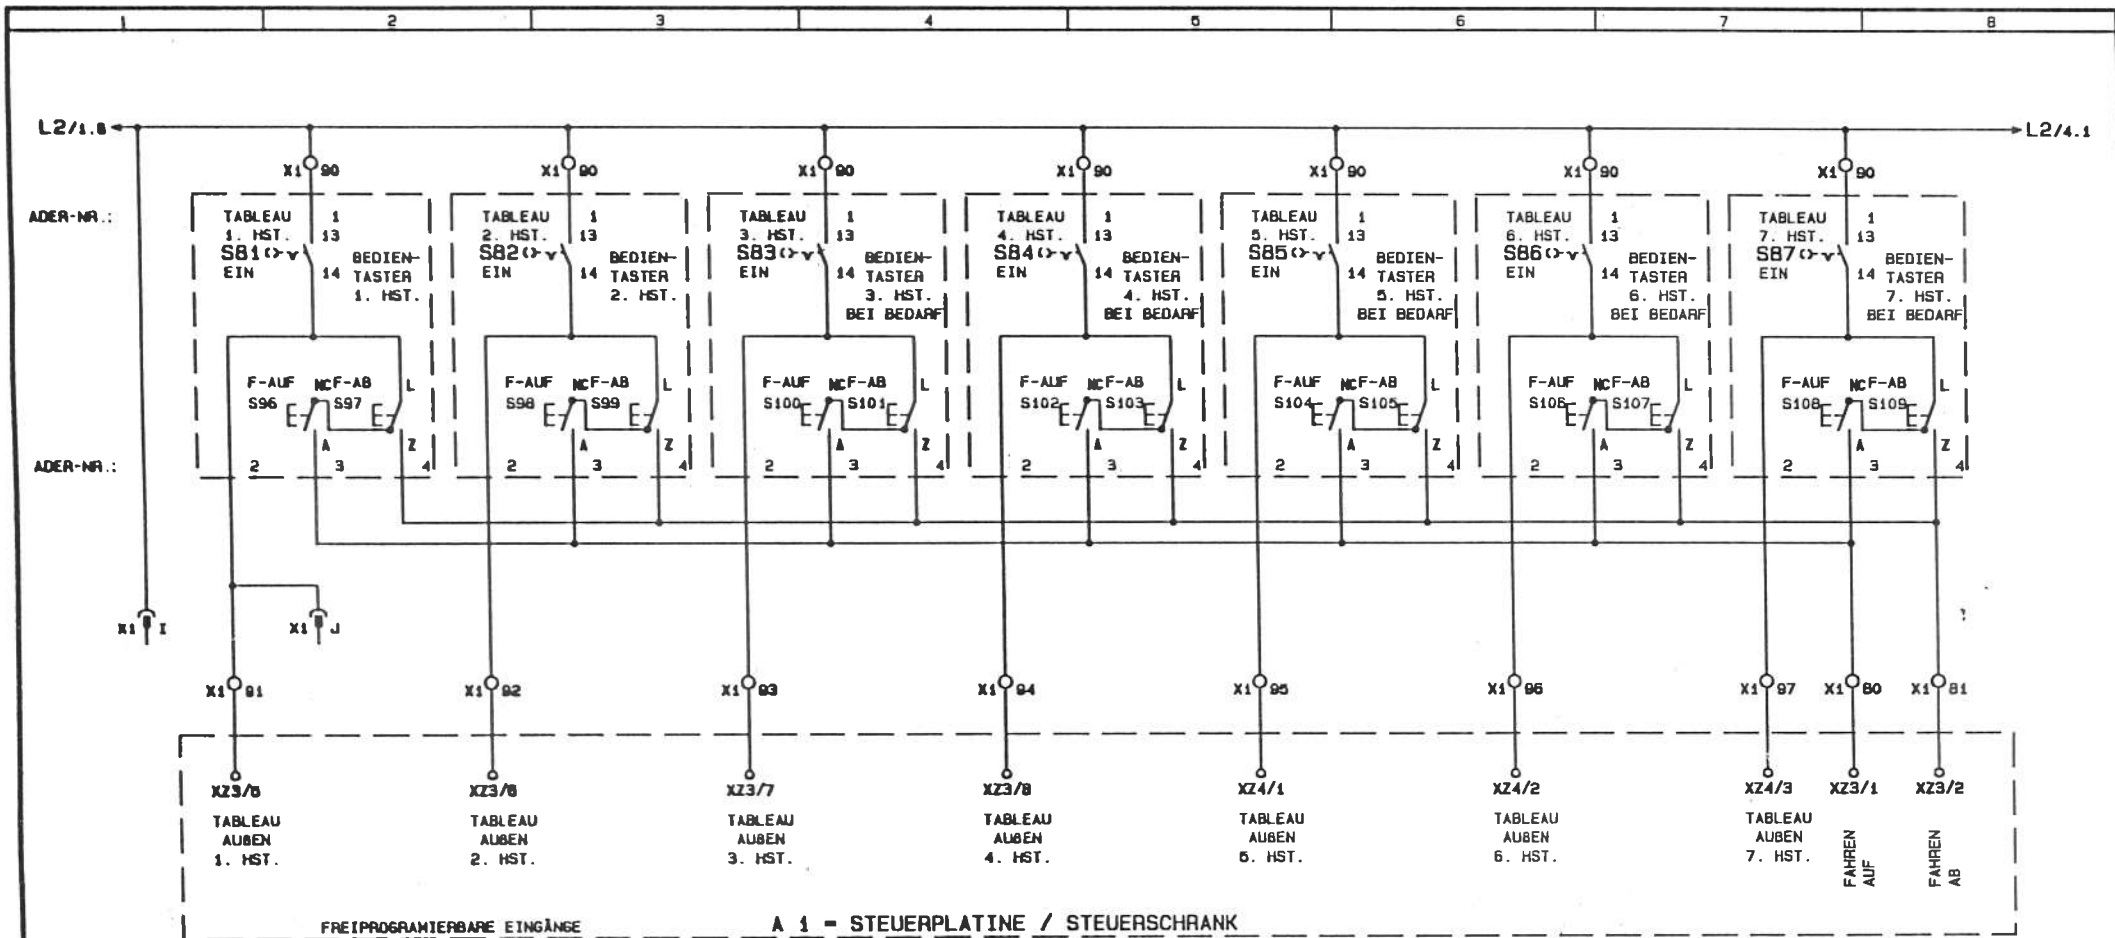 2 3 4 5 6 7 8
L2/1.8 L2/4.1
X1 90 X1 90 X1 90 X1 90 X1 90 X1 90 X1 90
ADER-NR.:
TABLEAU 1 TABLEAU 1 TABLEAU 1 TABLEAU 1 TABLEAU 1 TABLEAU 1 TABLEAU 1
1. HST. 13 2. HST. 13 3. HST. 13 4. HST. 13 5. HST. 13 6. HST. 13 7. HST. 13
S81 BEDIEN- S82 BEDIEN- S83 BEDIEN- S84 BEDIEN- S85 BEDIEN- S86 BEDIEN- S87 BEDIEN-
EIN 14 TASTER EIN 14 TASTER EIN 14 TASTER EIN 14 TASTER EIN 14 TASTER EIN 14 TASTER EIN 14 TASTER
1. HST. 2. HST. 3. HST. 4. HST. 5. HST. 6. HST. 7. HST.
BEI BEDARF BEI BEDARF BEI BEDARF BEI BEDARF BEI BEDARF
F-AUF NC F-AB L F-AUF NC F-AB L F-AUF NC F-AB L F-AUF NC F-AB L F-AUF NC F-AB L F-AUF NC F-AB L F-AUF NC F-AB L
S96 S97 S98 S99 S100 S101 S102 S103 S104 S105 S106 S107 S108 S109
A Z A Z A Z A Z A Z A Z A Z
ADER-NR.: 2 3 4 2 3 4 2 3 4 2 3 4 2 3 4 2 3 4 2 3 4
X1 I X1 J
X1 91 X1 92 X1 93 X1 94 X1 95 X1 96 X1 97 X1 80 X1 81
XZ3/5 XZ3/6 XZ3/7 XZ3/8 XZ4/1 XZ4/2 XZ4/3 XZ3/1 XZ3/2
TABLEAU TABLEAU TABLEAU TABLEAU TABLEAU TABLEAU TABLEAU
AUßEN AUßEN AUßEN AUßEN AUßEN AUßEN AUßEN
1. HST. 2. HST. 3. HST. 4. HST. 5. HST. 6. HST. 7. HST.
FAHREN
AUF
FAHREN
AB
FREIPROGRAMIERBARE EINGÄNGE A 1 = STEUERPLATINE / STEUERSCHRANK